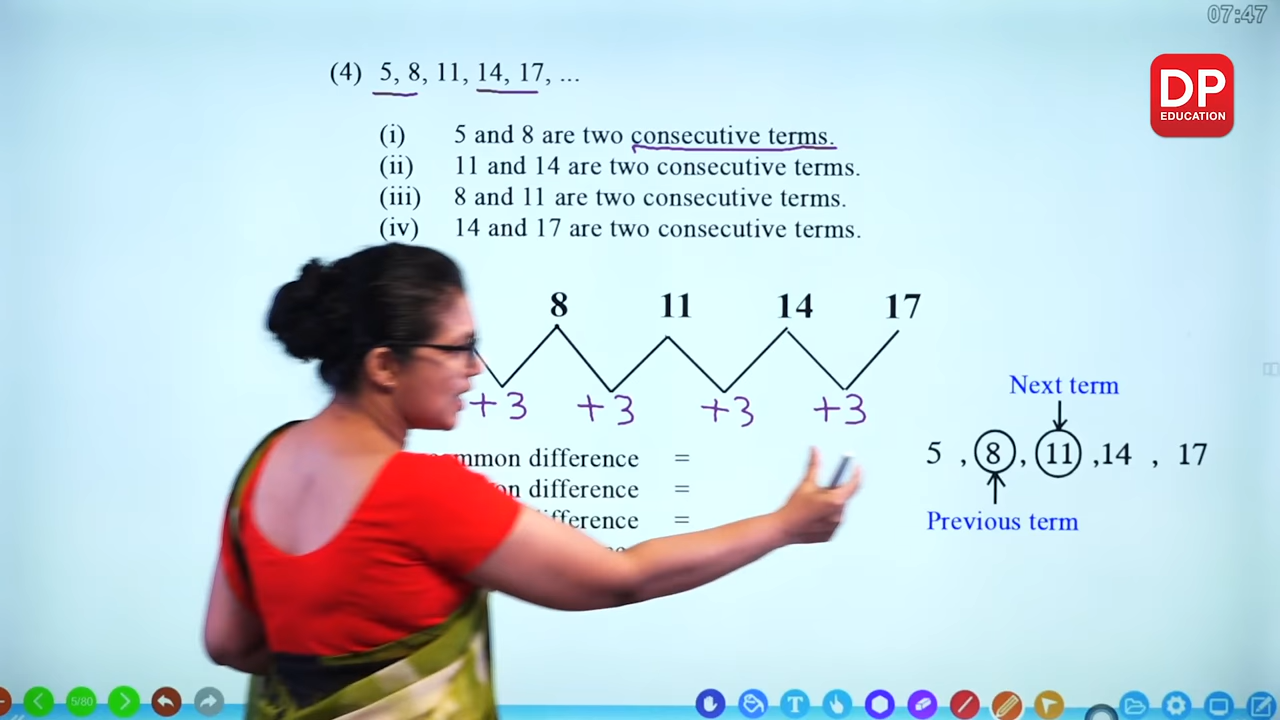 07:47
DP
EDUCATION
(4) 5, 8, 11, 14, 17, ...
(i) 5 and 8 are two consecutive terms.
(ii) 11 and 14 are two consecutive terms.
(iii) 8 and 11 are two consecutive terms.
(iv) 14 and 17 are two consecutive terms.
8 11 14 17
+3 +3 +3 +3
Next term
5 , 8 , 11 , 14 , 17
Previous term
difference =
difference =
=
5/80
T